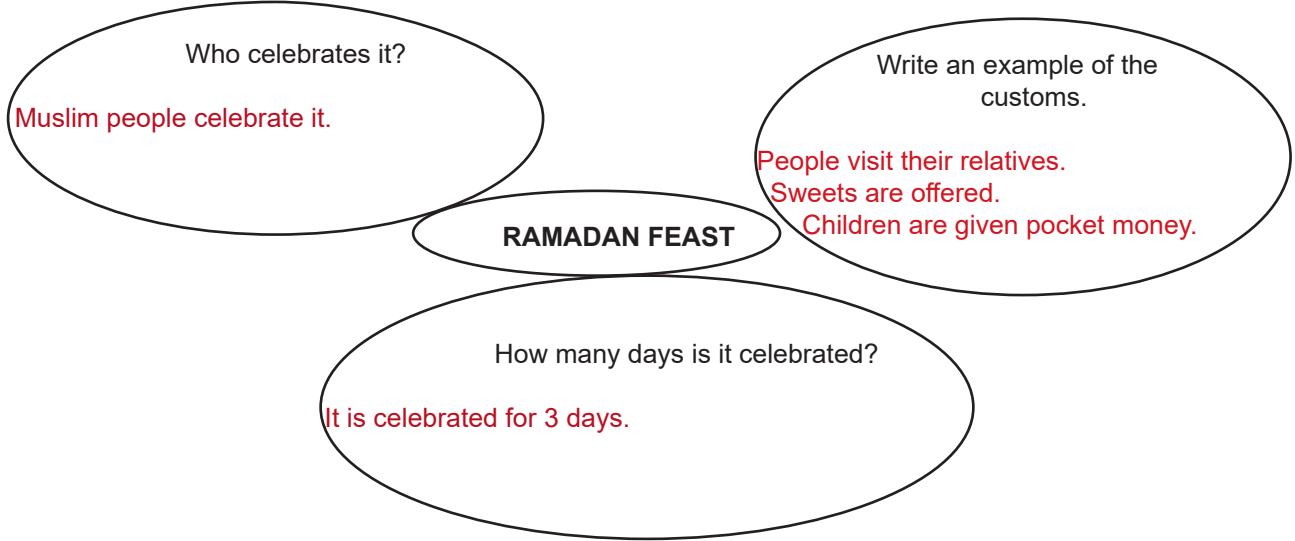 Who celebrates it?
Muslim people celebrate it.
Write an example of the
customs.
People visit their relatives.
Sweets are offered.
Children are given pocket money.
RAMADAN FEAST
How many days is it celebrated?
It is celebrated for 3 days.